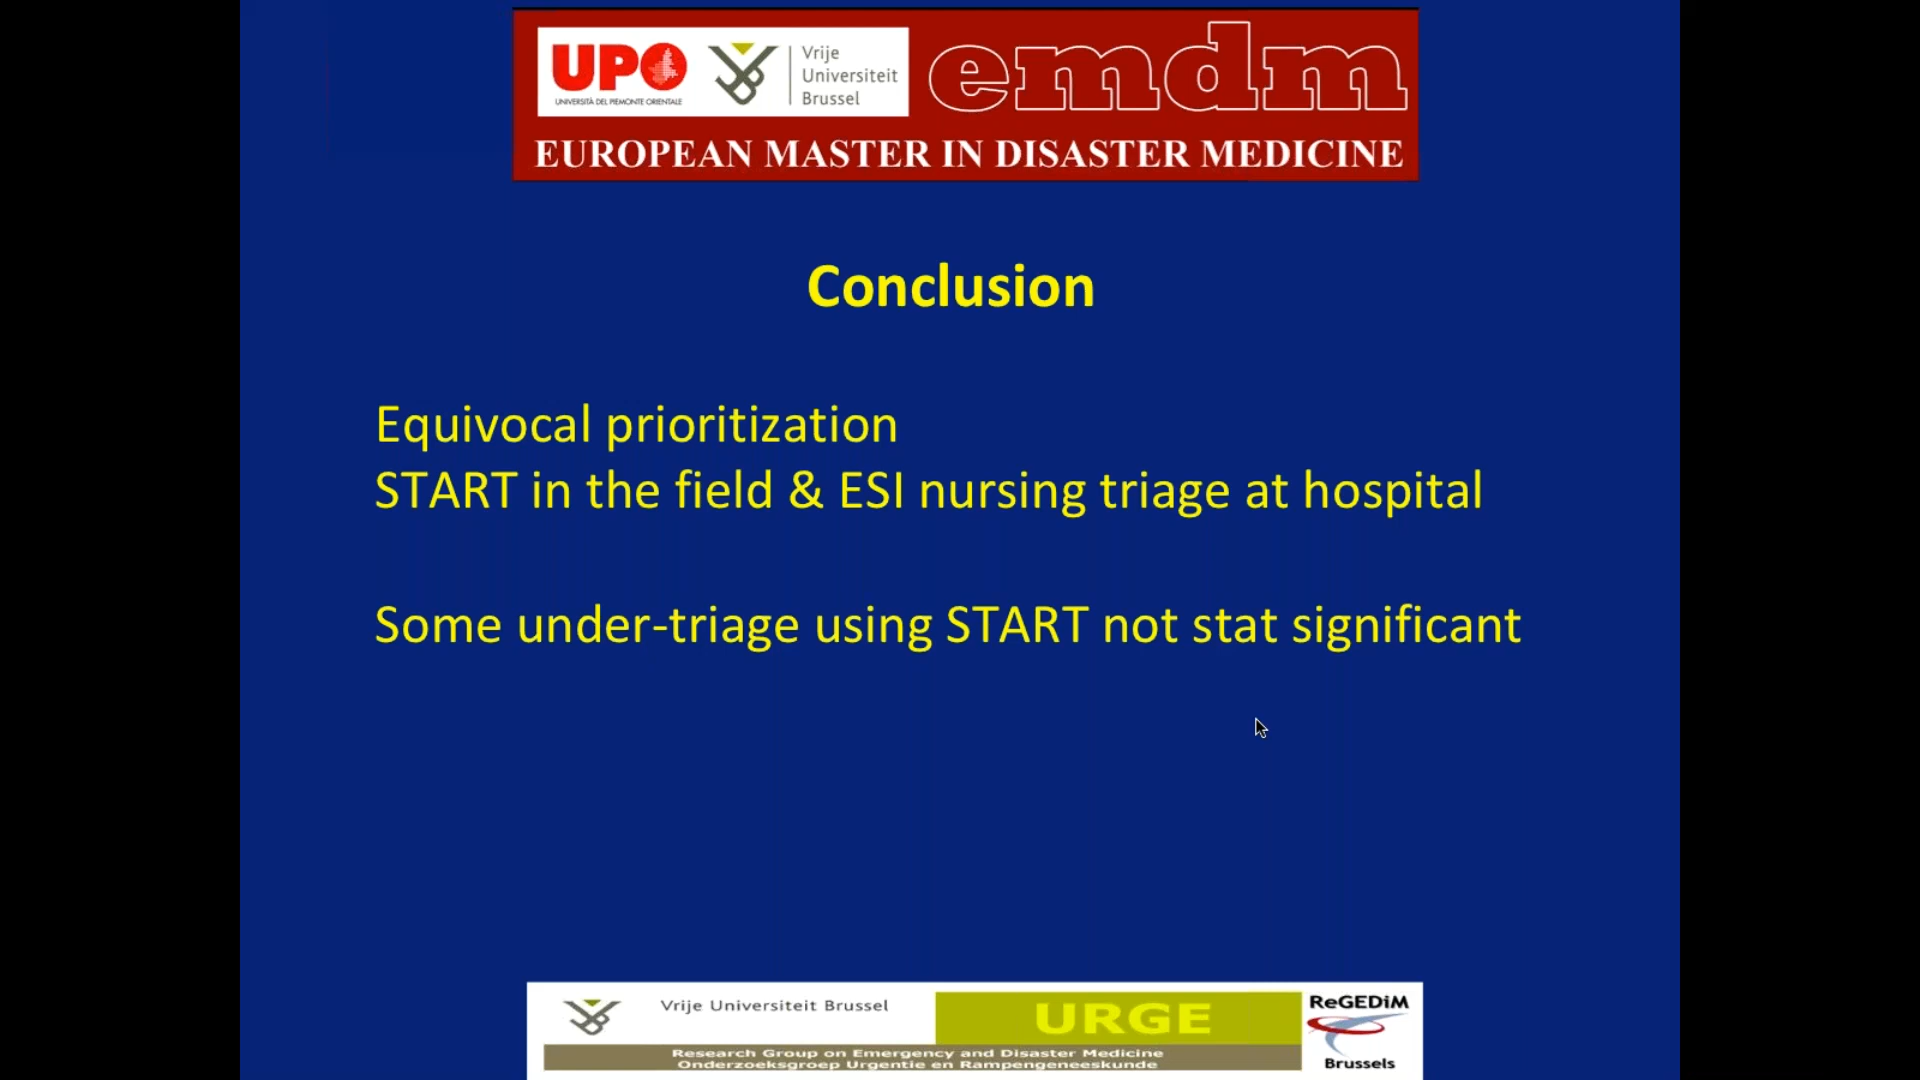 UPO
UNIVERSITÀ DEL PIEMONTE ORIENTALE
Vrije
Universiteit
Brussel
emdm
EUROPEAN MASTER IN DISASTER MEDICINE
Conclusion
Equivocal prioritization
START in the field & ESI nursing triage at hospital
Some under-triage using START not stat significant
Vrije Universiteit Brussel
URGE
ReGEDiM
Brussels
Research Group on Emergency and Disaster Medicine
Onderzoeksgroep Urgentie en Rampengeneeskunde